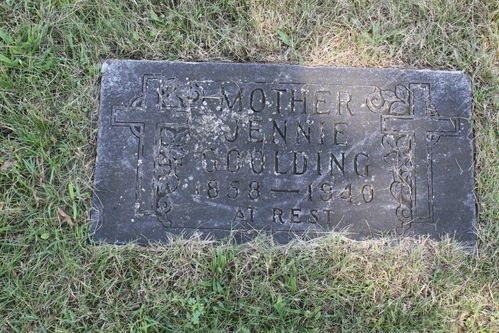 MOTHER
JENNIE
GOULDING
1858—1940
AT REST